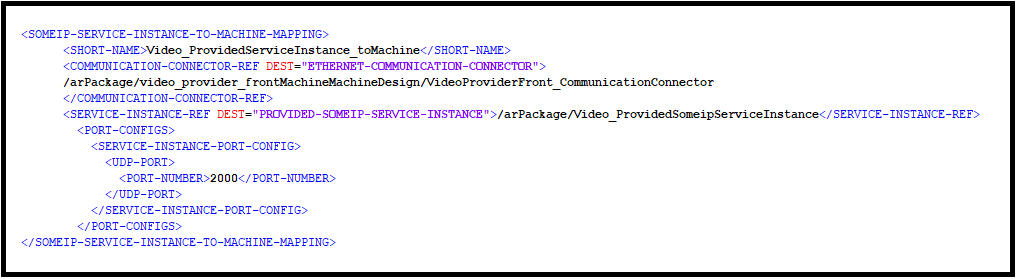 <SOMEIP-SERVICE-INSTANCE-TO-MACHINE-MAPPING>
<SHORT-NAME>Video_ProvidedServiceInstance_toMachine</SHORT-NAME>
<COMMUNICATION-CONNECTOR-REF DEST="ETHERNET-COMMUNICATION-CONNECTOR">
/arPackage/video_provider_frontMachineMachineDesign/VideoProviderFront_CommunicationConnector
</COMMUNICATION-CONNECTOR-REF>
<SERVICE-INSTANCE-REF DEST="PROVIDED-SOMEIP-SERVICE-INSTANCE">/arPackage/Video_ProvidedSomeipServiceInstance</SERVICE-INSTANCE-REF>
<PORT-CONFIGS>
<SERVICE-INSTANCE-PORT-CONFIG>
<UDP-PORT>
<PORT-NUMBER>2000</PORT-NUMBER>
</UDP-PORT>
</SERVICE-INSTANCE-PORT-CONFIG>
</PORT-CONFIGS>
</SOMEIP-SERVICE-INSTANCE-TO-MACHINE-MAPPING>